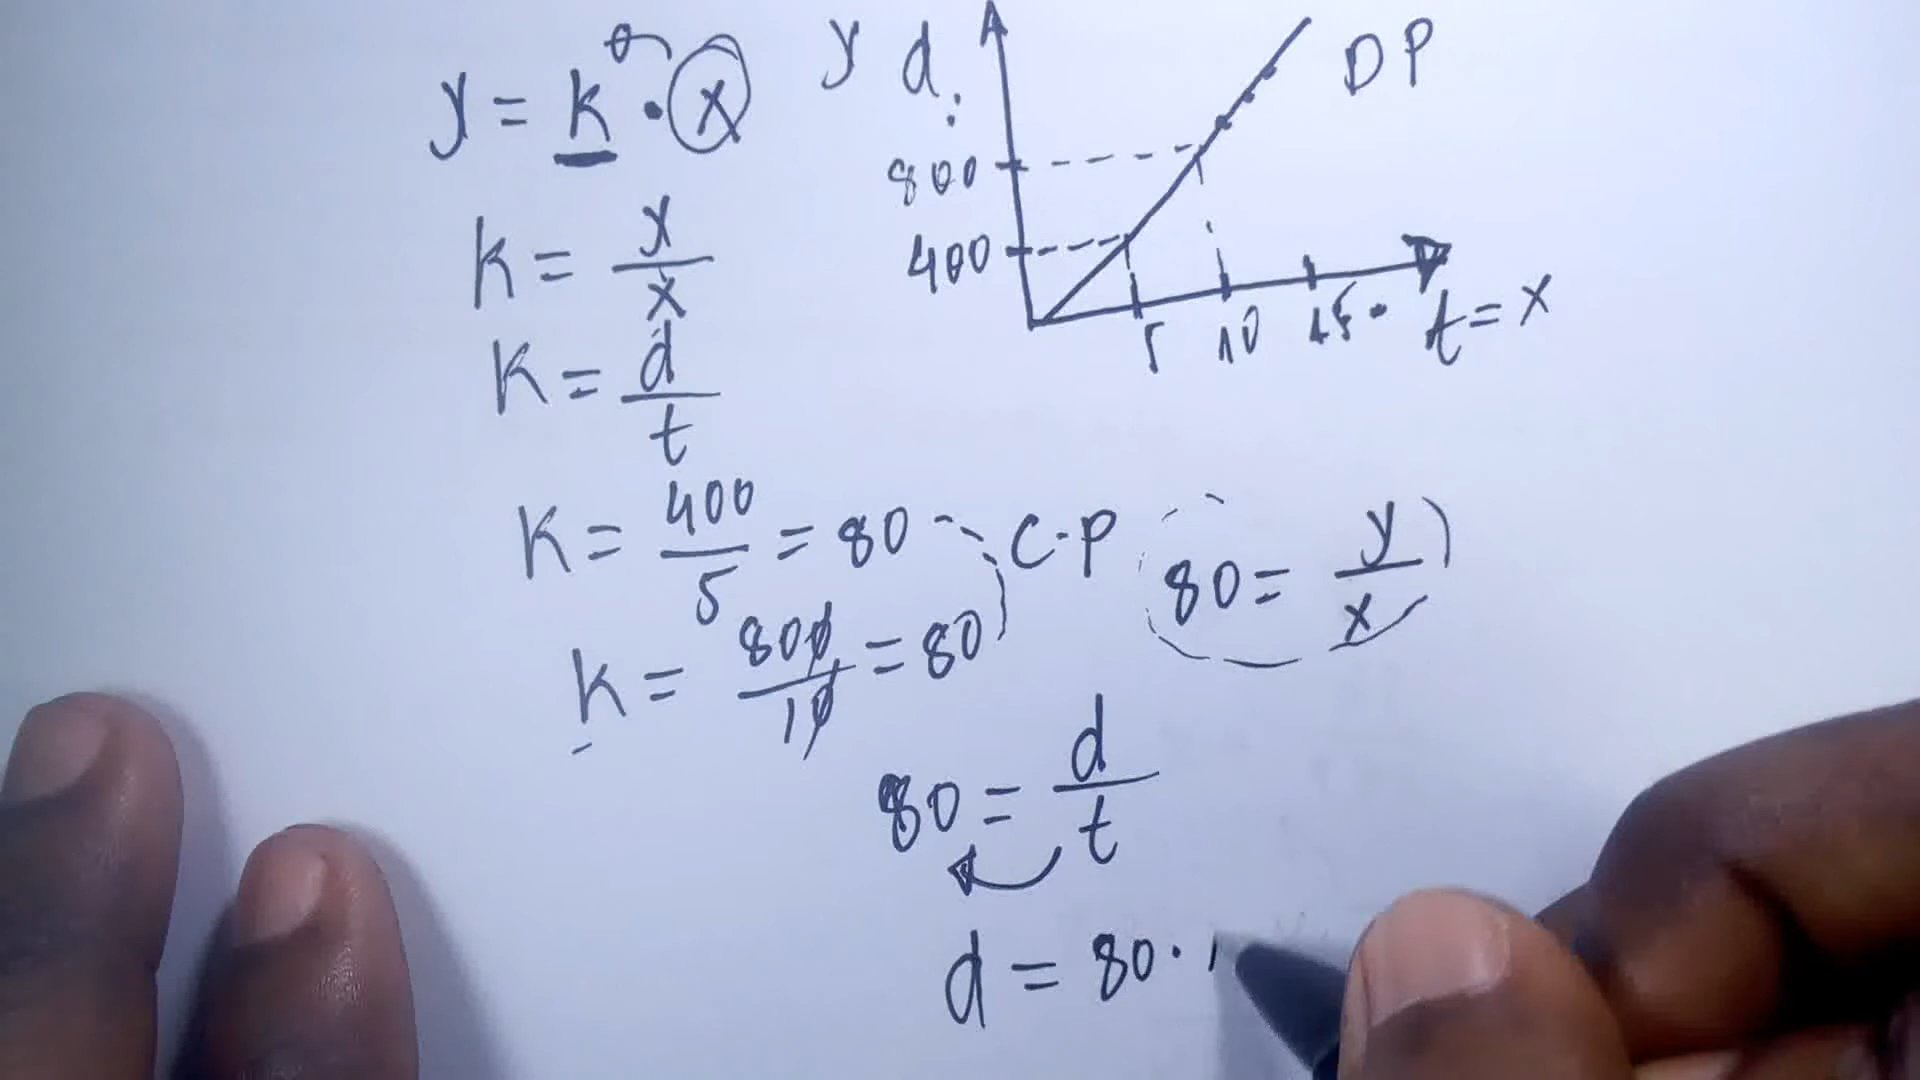 y = k · x
k = y/x
k = d/t
k = 400/5 = 80
k = 800/10 = 80
C.P
80 = y/x
80 = d/t
d = 80 ·
y d
DP
800
400
5 10 15
t = x